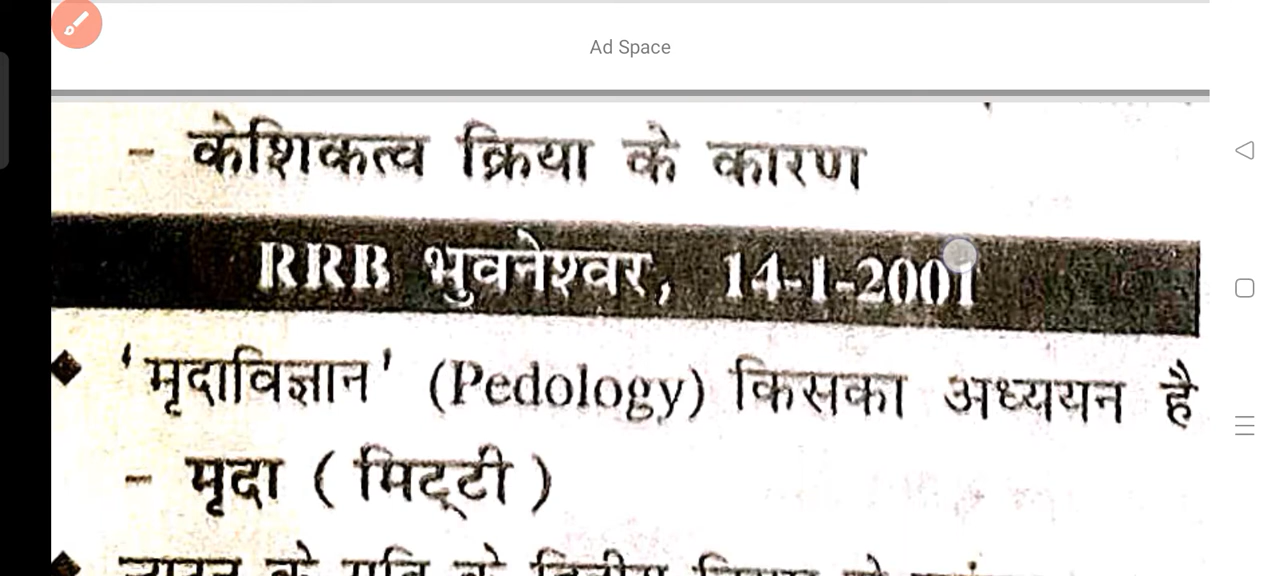 Ad Space
- केशिकत्व क्रिया के कारण
RRB भुवनेश्वर, 14-1-2001
◆ 'मृदाविज्ञान' (Pedology) किसका अध्ययन है
- मृदा ( मिट्टी )
के के द्वितीय